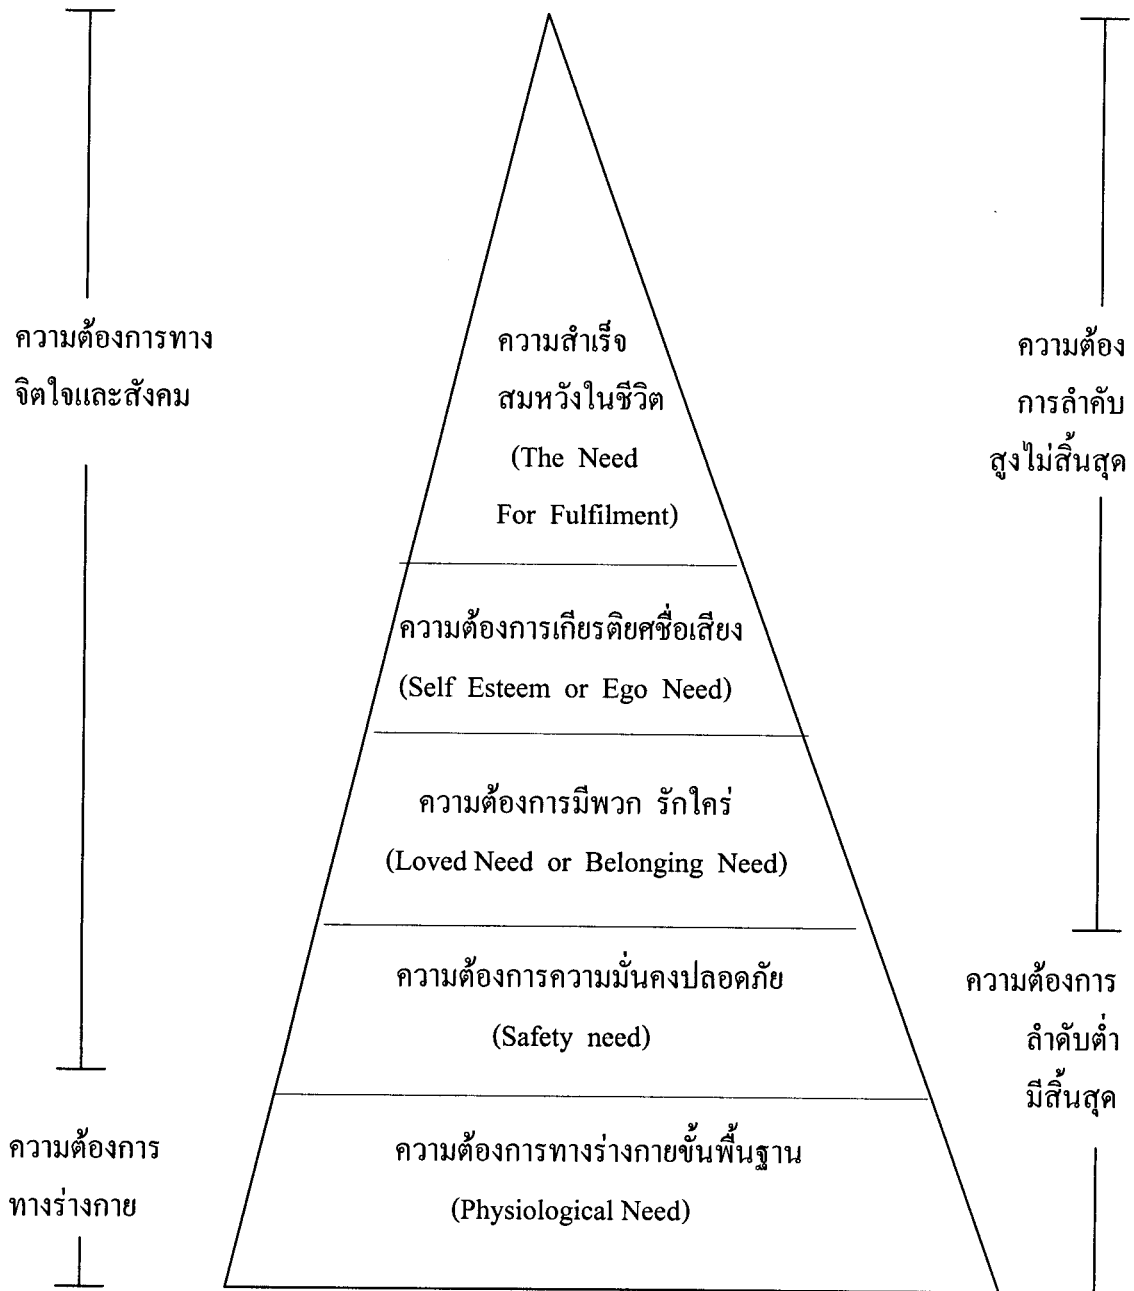 ความต้องการทาง
จิตใจและสังคม
ความสำเร็จ
สมหวังในชีวิต
(The Need
For Fulfilment)
ความต้อง
การลำคับ
สูงไม่สิ้นสุด
ความต้องการเกียรติยศชื่อเสียง
(Self Esteem or Ego Need)
ความต้องการมีพวก รักใคร่
(Loved Need or Belonging Need)
ความต้องการความมั่นคงปลอดภัย
(Safety need)
ความต้องการ
ลำดับต่ำ
มีสิ้นสุด
ความต้องการ
ทางร่างกาย
ความต้องการทางร่างกายขั้นพื้นฐาน
(Physiological Need)